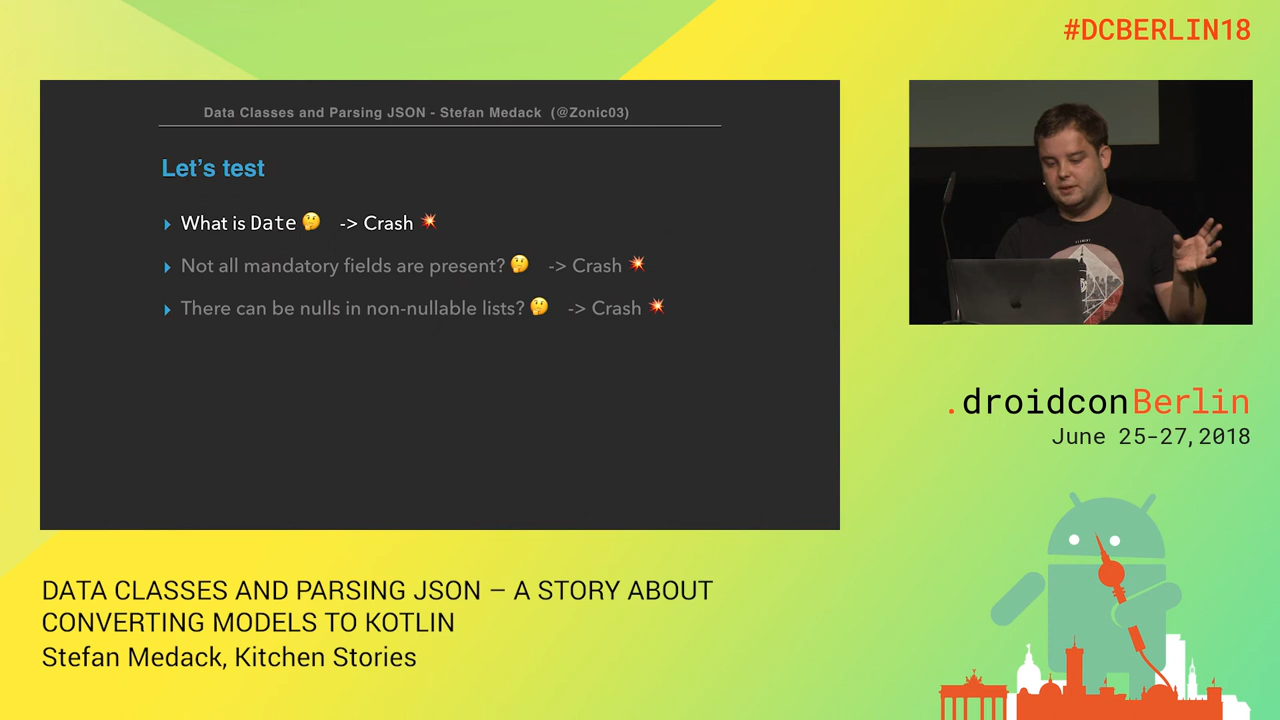 #DCBERLIN18
Data Classes and Parsing JSON - Stefan Medack (@Zonic03)
Let's test
What is Date 🤔 -> Crash 💥
Not all mandatory fields are present? 🤔 -> Crash 💥
There can be nulls in non-nullable lists? 🤔 -> Crash 💥
.droidconBerlin
June 25-27, 2018
DATA CLASSES AND PARSING JSON – A STORY ABOUT
CONVERTING MODELS TO KOTLIN
Stefan Medack, Kitchen Stories